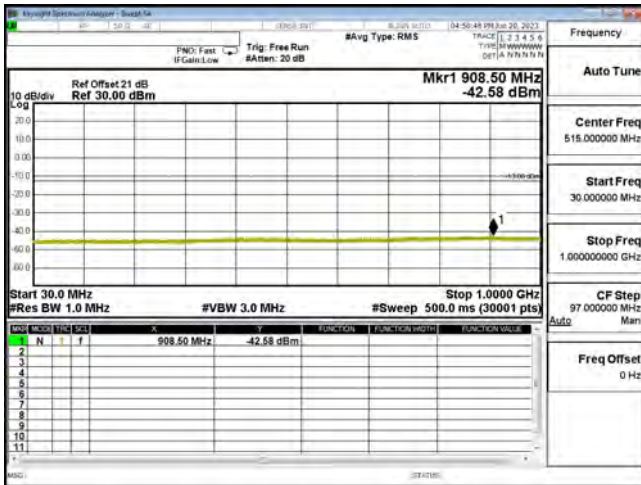 Keysight Spectrum Analyzer - Swept SA
SENSE:INT
ALIGN AUTO
04:50:48 PM Jun 20, 2023
#Avg Type: RMS
TRACE 1 2 3 4 5 6
TYPE M WWWWW
DET A N N N N N
PNO: Fast
IFGain:Low
Trig: Free Run
#Atten: 20 dB
Ref Offset 21 dB
Ref 30.00 dBm
10 dB/div
Log
Mkr1 908.50 MHz
-42.58 dBm
20.0
10.0
0.00
-10.0
-20.0
-30.0
-40.0
-50.0
-60.0
-13.00 dBm
1
Start 30.0 MHz
Stop 1.0000 GHz
#Res BW 1.0 MHz
#VBW 3.0 MHz
#Sweep 500.0 ms (30001 pts)
MKR MODE TRC SCL X Y FUNCTION FUNCTION WIDTH FUNCTION VALUE
1 N 1 f 908.50 MHz -42.58 dBm
2
3
4
5
6
7
8
9
10
11
MSG
STATUS
Frequency
Auto Tune
Center Freq
515.000000 MHz
Start Freq
30.000000 MHz
Stop Freq
1.000000000 GHz
CF Step
97.000000 MHz
Auto Man
Freq Offset
0 Hz